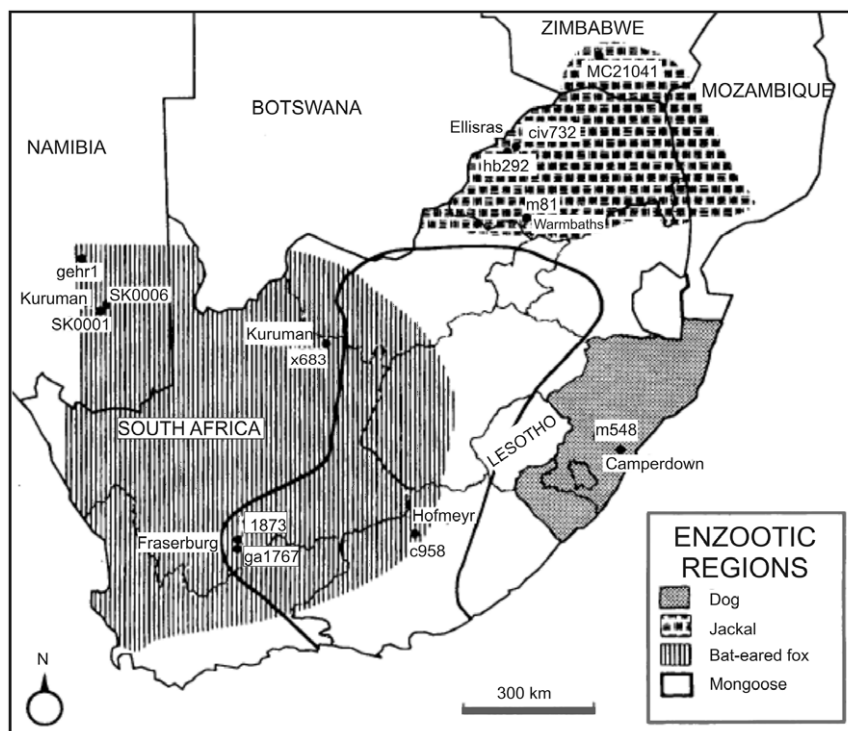 ZIMBABWE
MC21041
MOZAMBIQUE
BOTSWANA
Ellisras
civ732
hb292
NAMIBIA
m81
Warmbaths
gehr1
Kuruman
SK0006
SK0001
Kuruman
x683
SOUTH AFRICA
LESOTHO
m548
Camperdown
1873
Hofmeyr
Fraserburg
ga1767
c958
ENZOOTIC
REGIONS
Dog
Jackal
Bat-eared fox
Mongoose
N
300 km